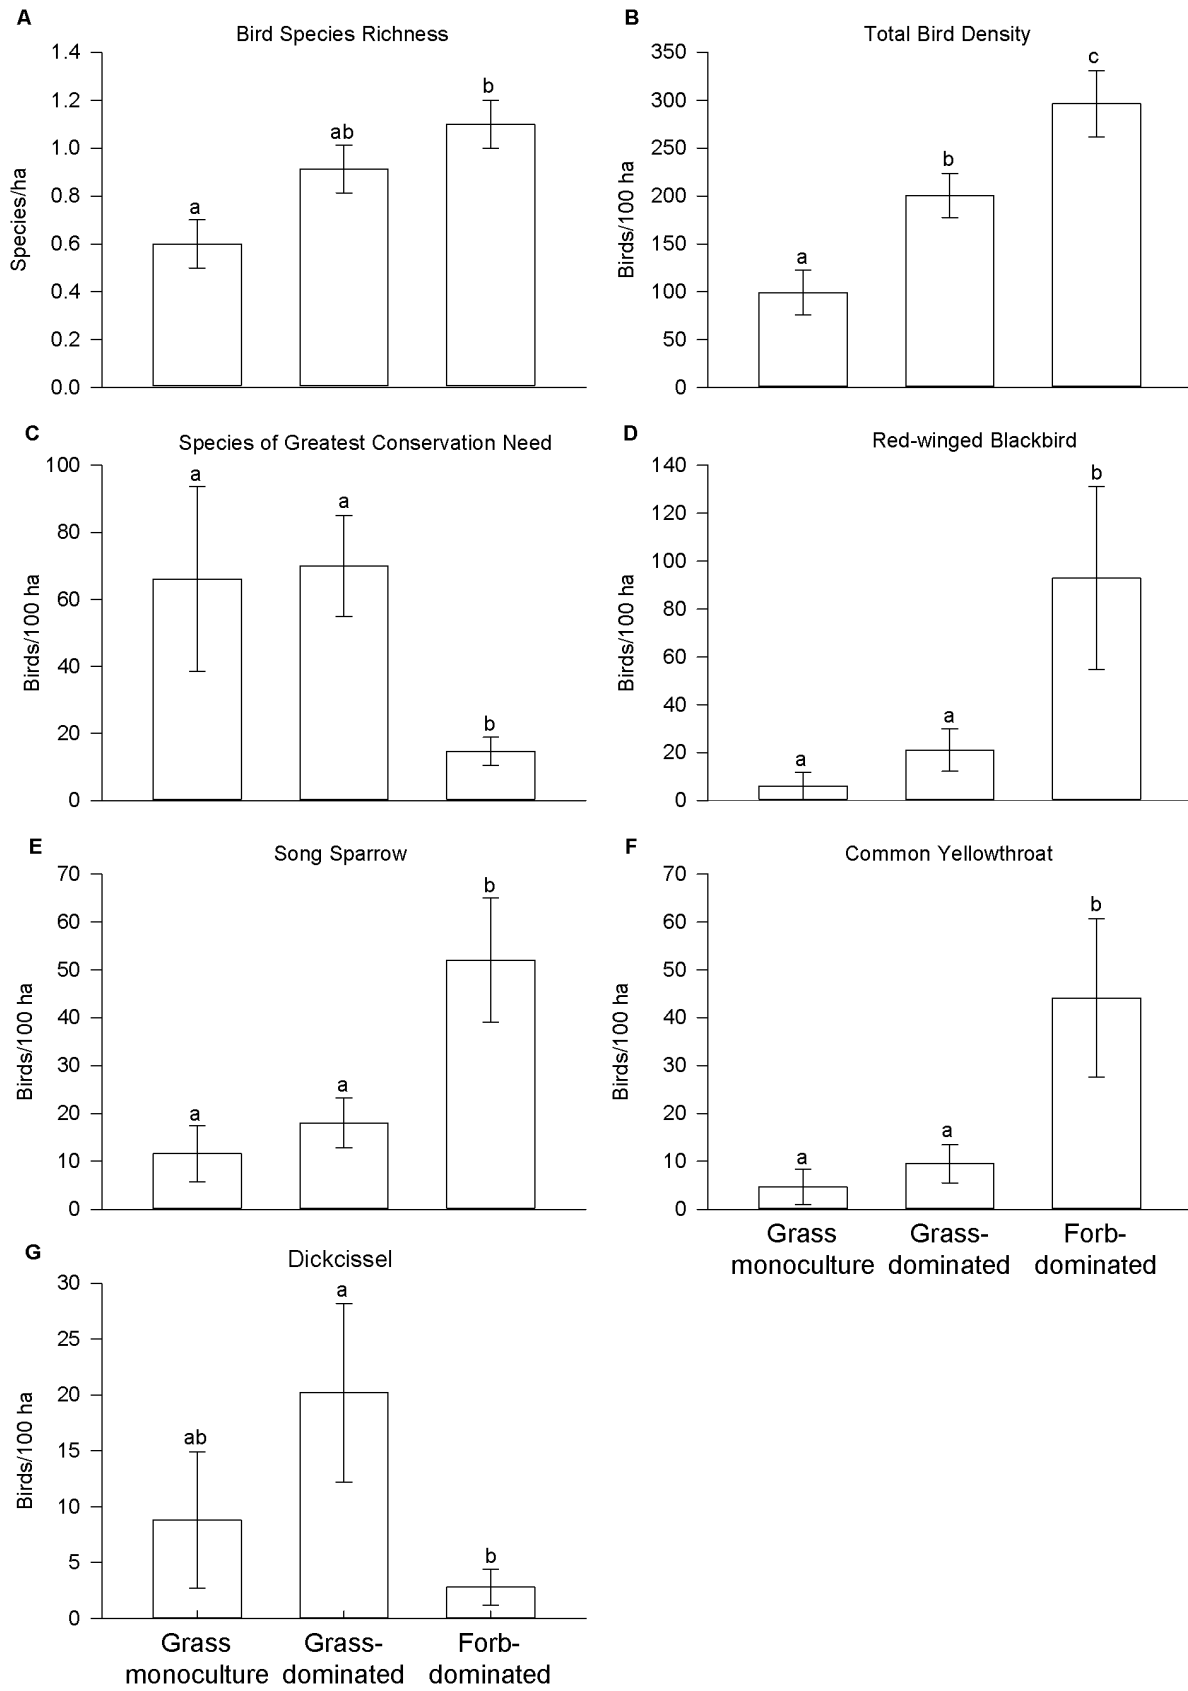 A
Bird Species Richness
1.4
1.2
1.0
0.8
0.6
0.4
0.2
0.0
Species/ha
a
ab
b
B
Total Bird Density
350
300
250
200
150
100
50
0
Birds/100 ha
a
b
c
C
Species of Greatest Conservation Need
100
80
60
40
20
0
Birds/100 ha
a
a
b
D
Red-winged Blackbird
140
120
100
80
60
40
20
0
Birds/100 ha
a
a
b
E
Song Sparrow
70
60
50
40
30
20
10
0
Birds/100 ha
a
a
b
F
Common Yellowthroat
70
60
50
40
30
20
10
0
Birds/100 ha
a
a
b
Grass
monoculture
Grass-
dominated
Forb-
dominated
G
Dickcissel
30
25
20
15
10
5
0
Birds/100 ha
ab
a
b
Grass
monoculture
Grass-
dominated
Forb-
dominated